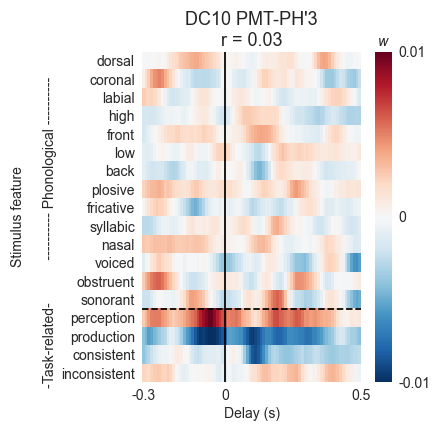 DC10 PMT-PH'3
r = 0.03
w
dorsal
coronal
labial
high
front
low
back
plosive
fricative
syllabic
nasal
voiced
obstruent
sonorant
perception
production
consistent
inconsistent
Stimulus feature
-Task-related- ---------- Phonological ----------
0.01
0
-0.01
-0.3 0 0.5
Delay (s)